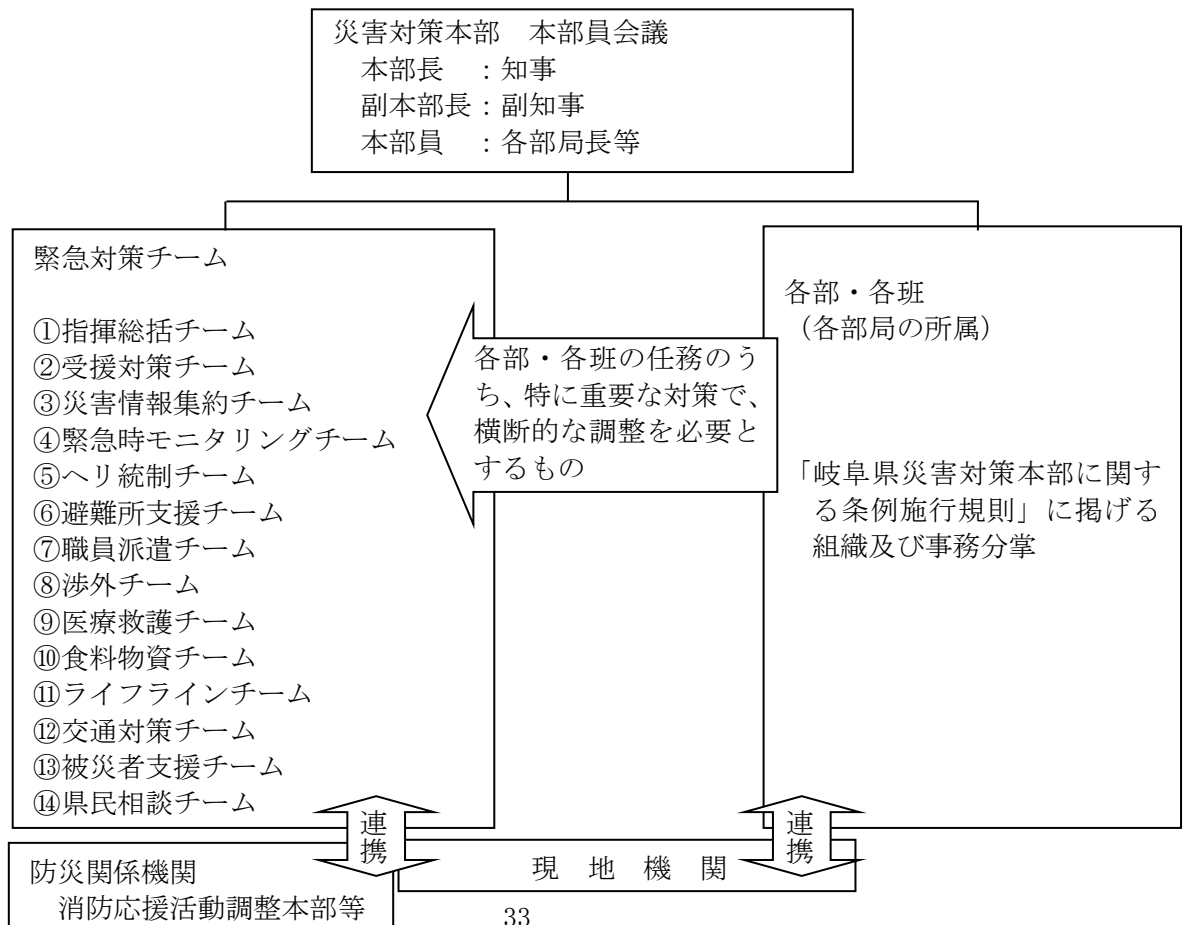 災害対策本部　本部員会議
本部長　：知事
副本部長：副知事
本部員　：各部局長等
緊急対策チーム
①指揮総括チーム
②受援対策チーム
③災害情報集約チーム
④緊急時モニタリングチーム
⑤ヘリ統制チーム
⑥避難所支援チーム
⑦職員派遣チーム
⑧渉外チーム
⑨医療救護チーム
⑩食料物資チーム
⑪ライフラインチーム
⑫交通対策チーム
⑬被災者支援チーム
⑭県民相談チーム
各部・各班の任務のう
ち、特に重要な対策で、
横断的な調整を必要と
するもの
各部・各班
（各部局の所属）
「岐阜県災害対策本部に関す
る条例施行規則」に掲げる
組織及び事務分掌
連携
連携
現　地　機　関
防災関係機関
消防応援活動調整本部等
33